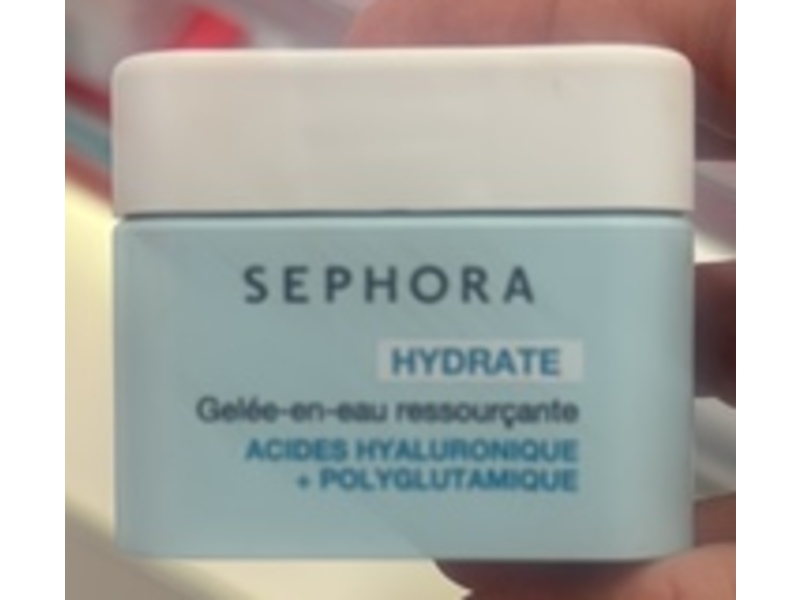 SEPHORA
HYDRATE
Gelée-en-eau ressourçante
ACIDES HYALURONIQUE
+ POLYGLUTAMIQUE